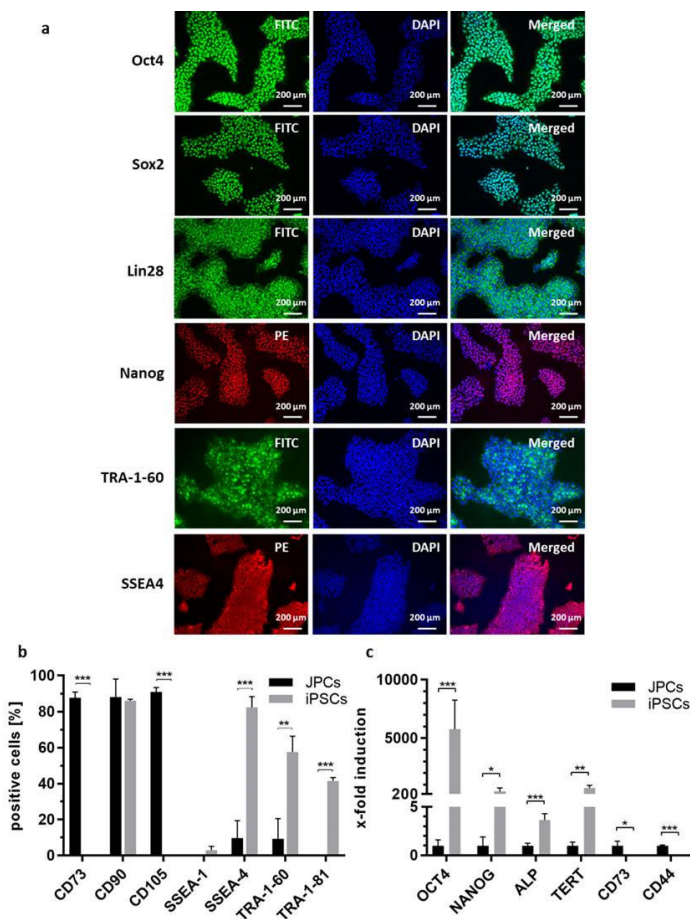 a
Oct4
FITC
DAPI
Merged
200 µm
200 µm
200 µm
Sox2
FITC
DAPI
Merged
200 µm
200 µm
200 µm
Lin28
FITC
DAPI
Merged
200 µm
200 µm
200 µm
Nanog
PE
DAPI
Merged
200 µm
200 µm
200 µm
TRA-1-60
FITC
DAPI
Merged
200 µm
200 µm
200 µm
SSEA4
PE
DAPI
Merged
200 µm
200 µm
200 µm
b
positive cells [%]
100
80
60
40
20
0
***
***
***
**
***
JPCs
iPSCs
CD73
CD90
CD105
SSEA-1
SSEA-4
TRA-1-60
TRA-1-81
c
x-fold induction
10000
5000
200
5
0
***
*
***
**
*
***
JPCs
iPSCs
OCT4
NANOG
ALP
TERT
CD73
CD44